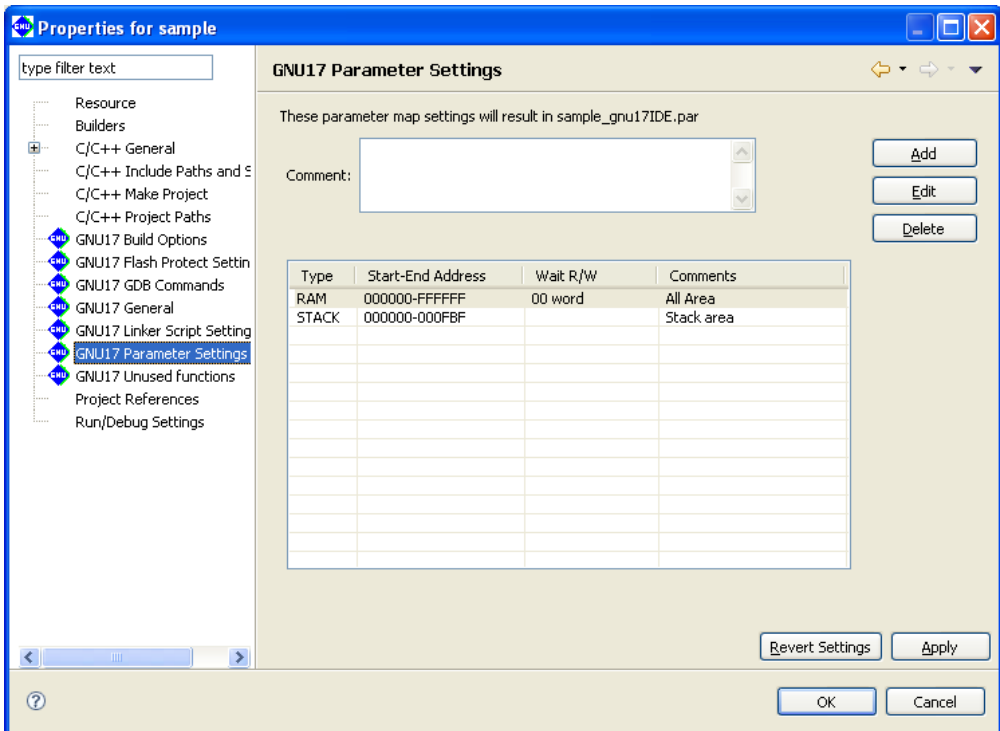 Properties for sample
type filter text
Resource
Builders
C/C++ General
C/C++ Include Paths and S
C/C++ Make Project
C/C++ Project Paths
GNU17 Build Options
GNU17 Flash Protect Settin
GNU17 GDB Commands
GNU17 General
GNU17 Linker Script Setting
GNU17 Parameter Settings
GNU17 Unused functions
Project References
Run/Debug Settings
GNU17 Parameter Settings
These parameter map settings will result in sample_gnu17IDE.par
Comment:
Add
Edit
Delete
Type Start-End Address Wait R/W Comments
RAM 000000-FFFFFF 00 word All Area
STACK 000000-000FBF Stack area
Revert Settings Apply
OK Cancel